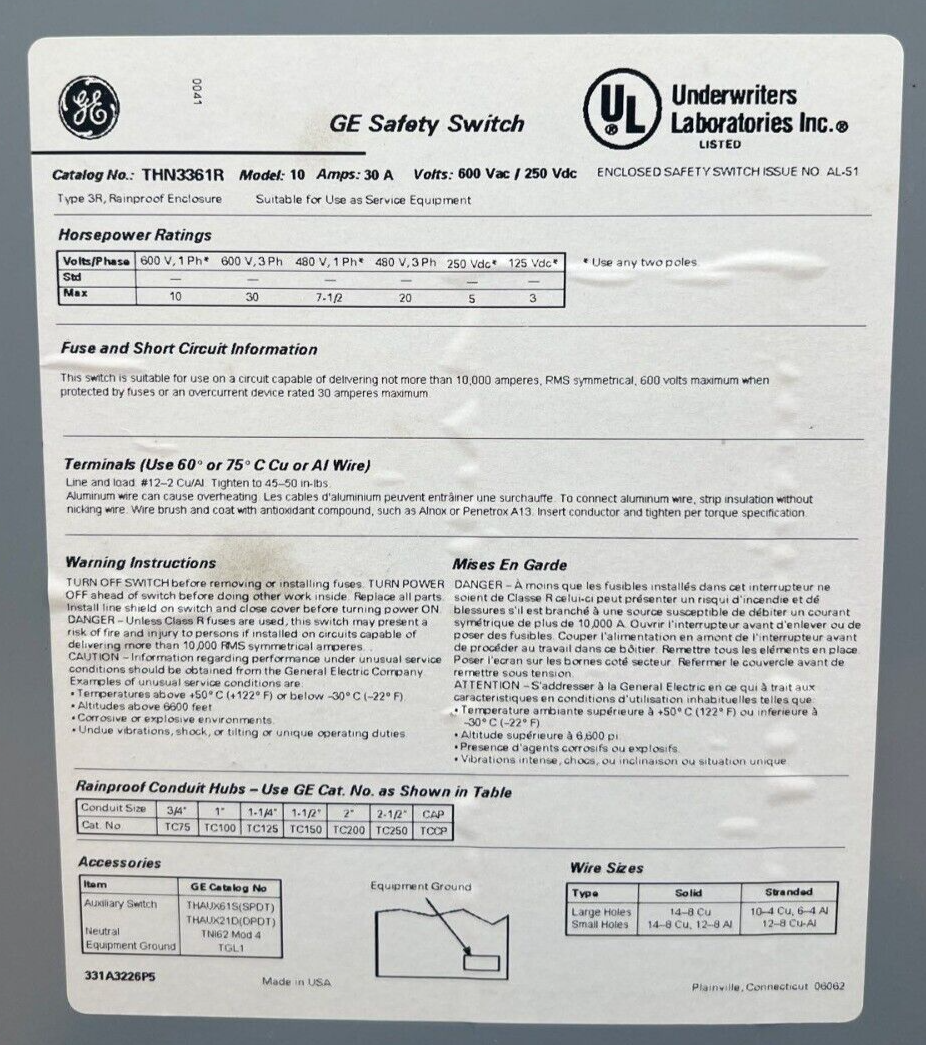 GE
0041
GE Safety Switch
UL
®
Underwriters
Laboratories Inc.®
LISTED
Catalog No.: THN3361R Model: 10 Amps: 30 A Volts: 600 Vac / 250 Vdc ENCLOSED SAFETY SWITCH ISSUE NO. AL-51
Type 3R, Rainproof Enclosure Suitable for Use as Service Equipment
Horsepower Ratings
Volts/Phase 600 V, 1 Ph* 600 V, 3 Ph 480 V, 1 Ph* 480 V, 3 Ph 250 Vdc* 125 Vdc* * Use any two poles.
Std — — — — — —
Max 10 30 7-1/2 20 5 3
Fuse and Short Circuit Information
This switch is suitable for use on a circuit capable of delivering not more than 10,000 amperes, RMS symmetrical, 600 volts maximum when
protected by fuses or an overcurrent device rated 30 amperes maximum.
Terminals (Use 60° or 75° C Cu or Al Wire)
Line and load: #12–2 Cu/Al. Tighten to 45–50 in-lbs.
Aluminum wire can cause overheating. Les cables d'aluminium peuvent entrâiner une surchauffe. To connect aluminum wire, strip insulation without
nicking wire. Wire brush and coat with antioxidant compound, such as Alnox or Penetrox A13. Insert conductor and tighten per torque specification.
Warning Instructions
TURN OFF SWITCH before removing or installing fuses. TURN POWER
OFF ahead of switch before doing other work inside. Replace all parts.
Install line shield on switch and close cover before turning power ON.
DANGER – Unless Class R fuses are used, this switch may present a
risk of fire and injury to persons if installed on circuits capable of
delivering more than 10,000 RMS symmetrical amperes. .
CAUTION – Information regarding performance under unusual service
conditions should be obtained from the General Electric Company.
Examples of unusual service conditions are:
• Temperatures above +50° C (+122° F) or below –30° C (–22° F).
• Altitudes above 6600 feet.
• Corrosive or explosive environments.
• Undue vibrations, shock, or tilting or unique operating duties.
Mises En Garde
DANGER – À moins que les fusibles installés dans cet interrupteur ne
soient de Classe R celui-ci peut présenter un risqui d'incendie et dé
blessures s'il est branché à une source susceptible de débiter un courant
symétrique de plus de 10,000 A. Ouvrir l'interrupteur avant d'enlever ou de
poser des fusibles. Couper l'alimentation en amont de l'interrupteur avant
de procéder au travail dans ce bôitier. Remettre tous les eléments en place.
Poser l'ecran sur les bornes coté secteur. Refermer le couvercle avant de
remettre sous tension.
ATTENTION – S'addresser à la General Electric en ce qui à trait aux
caracteristiques en conditions d'utilisation inhabituelles telles que:
• Temperature ambiante supérieure à +50° C (122° F) ou inferieure à
–30° C (–22° F)
• Altitude supérieure à 6,600 pi.
• Presence d'agents corrosifs ou explosifs.
• Vibrations intense, chocs, ou inclinaison ou situation unique.
Rainproof Conduit Hubs – Use GE Cat. No. as Shown in Table
Conduit Size 3/4" 1" 1-1/4" 1-1/2" 2" 2-1/2" CAP
Cat. No. TC75 TC100 TC125 TC150 TC200 TC250 TCCP
Accessories
Item GE Catalog No
Auxiliary Switch THAUX61S(SPDT)
THAUX21D(DPDT)
Neutral TNI62 Mod 4
Equipment Ground TGL1
Equipment Ground
Wire Sizes
Type Solid Stranded
Large Holes 14–8 Cu 10–4 Cu, 6–4 Al
Small Holes 14–8 Cu, 12–8 Al 12–8 Cu-Al
331A3226P5
Made in USA
Plainville, Connecticut 06062